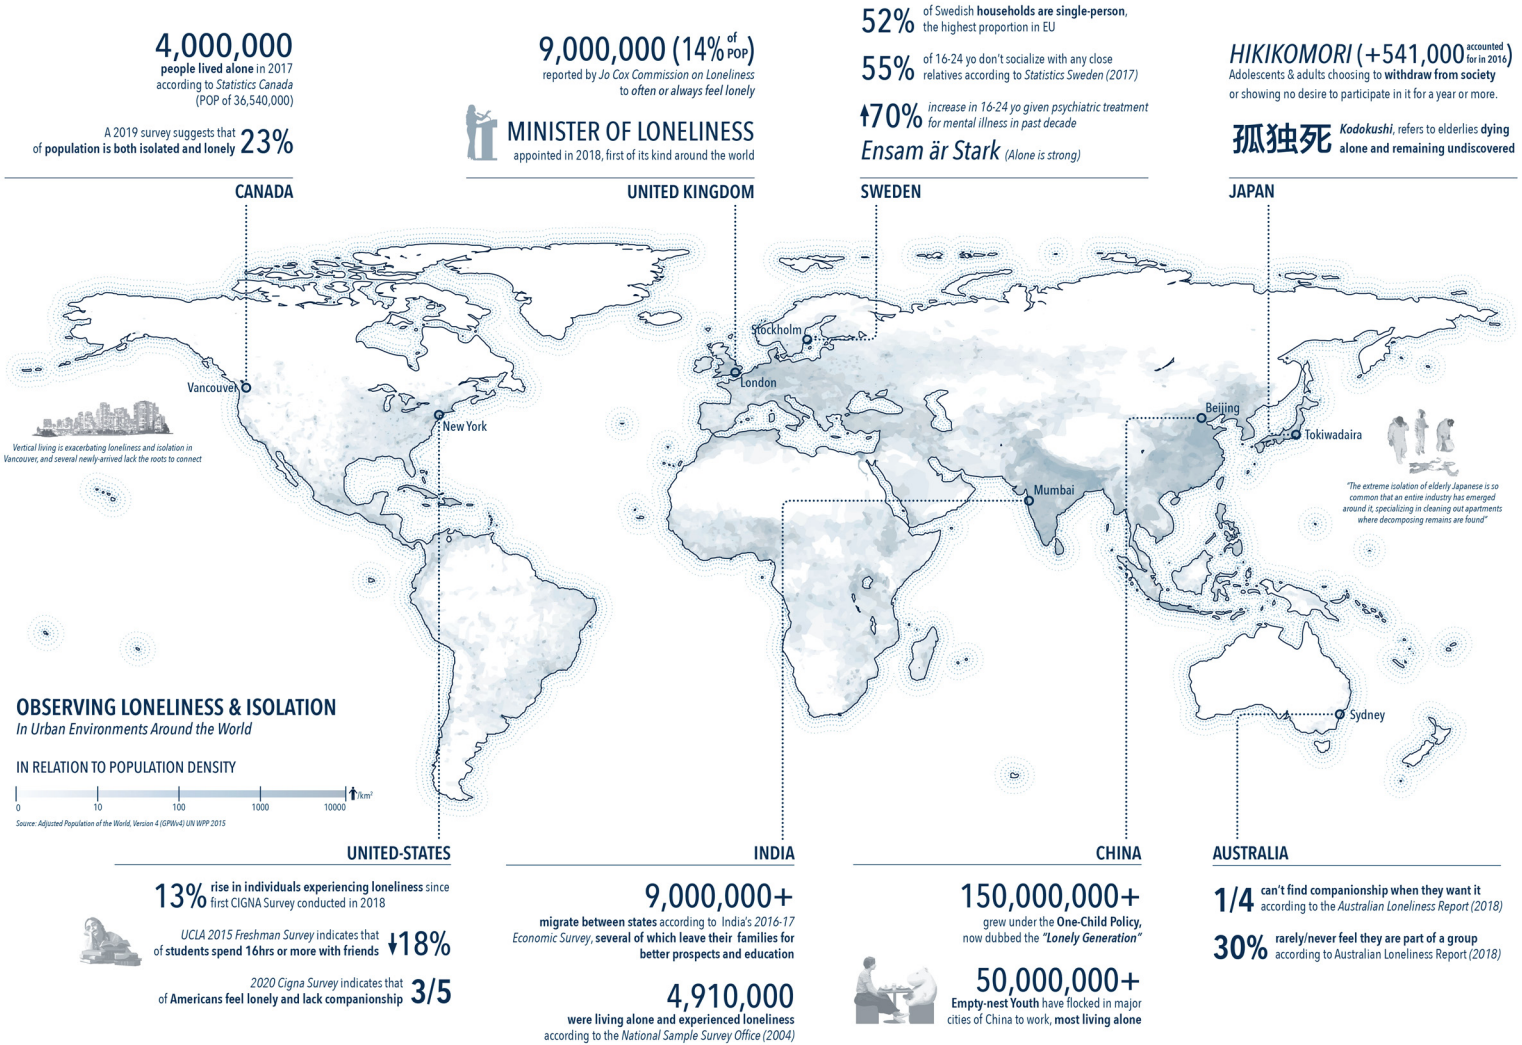 4,000,000
people lived alone in 2017
according to Statistics Canada
(POP of 36,540,000)
A 2019 survey suggests that
of population is both isolated and lonely 23%
CANADA
9,000,000 (14% of POP)
reported by Jo Cox Commission on Loneliness
to often or always feel lonely
MINISTER OF LONELINESS
appointed in 2018, first of its kind around the world
UNITED KINGDOM
52% of Swedish households are single-person,
the highest proportion in EU
55% of 16-24 yo don't socialize with any close
relatives according to Statistics Sweden (2017)
70% increase in 16-24 yo given psychiatric treatment
for mental illness in past decade
Ensam är Stark (Alone is strong)
SWEDEN
HIKIKOMORI (+541,000 accounted for in 2016)
Adolescents & adults choosing to withdraw from society
or showing no desire to participate in it for a year or more.
孤独死 Kodokushi, refers to elderlies dying
alone and remaining undiscovered
JAPAN
Stockholm
London
Vancouver
New York
Beijing
Tokiwadaira
Mumbai
Sydney
Vertical living is exacerbating loneliness and isolation in
Vancouver, and several newly-arrived lack the roots to connect
"The extreme isolation of elderly Japanese is so
common that an entire industry has emerged
around it, specializing in cleaning out apartments
where decomposing remains are found"
OBSERVING LONELINESS & ISOLATION
In Urban Environments Around the World
IN RELATION TO POPULATION DENSITY
0 10 100 1000 10000 /km²
Source: Adjusted Population of the World, Version 4 (GPWv4) UN WPP 2015
UNITED-STATES
13% rise in individuals experiencing loneliness since
first CIGNA Survey conducted in 2018
UCLA 2015 Freshman Survey indicates that
of students spend 16hrs or more with friends 18%
2020 Cigna Survey indicates that
of Americans feel lonely and lack companionship 3/5
INDIA
9,000,000+
migrate between states according to India's 2016-17
Economic Survey, several of which leave their families for
better prospects and education
4,910,000
were living alone and experienced loneliness
according to the National Sample Survey Office (2004)
CHINA
150,000,000+
grew under the One-Child Policy,
now dubbed the "Lonely Generation"
50,000,000+
Empty-nest Youth have flocked in major
cities of China to work, most living alone
AUSTRALIA
1/4 can't find companionship when they want it
according to the Australian Loneliness Report (2018)
30% rarely/never feel they are part of a group
according to Australian Loneliness Report (2018)